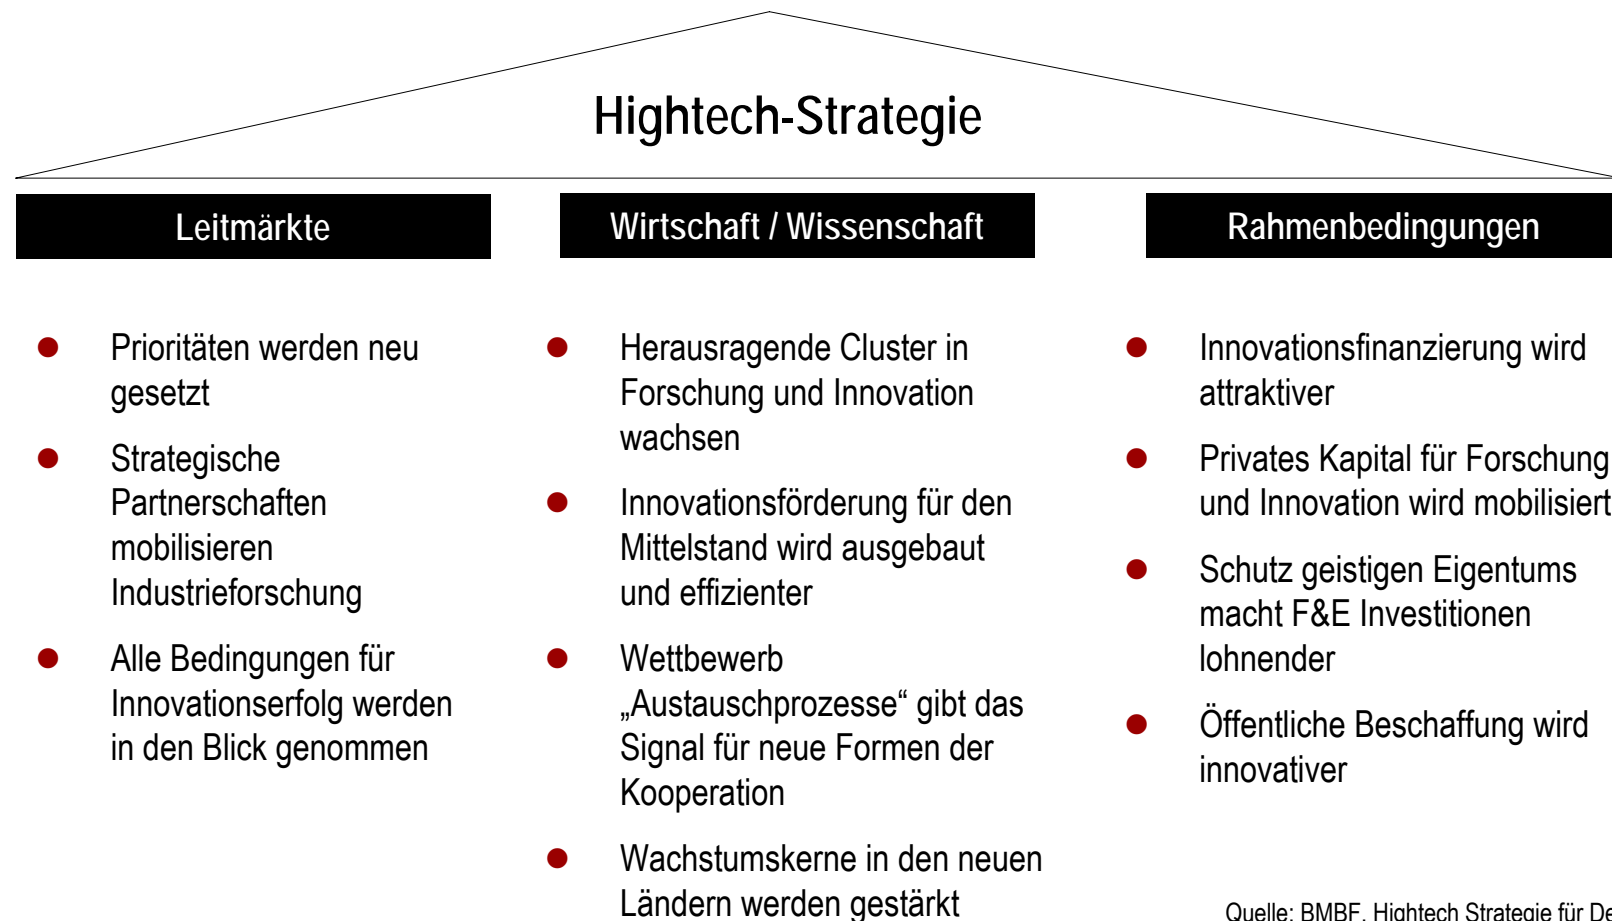 Hightech-Strategie
Leitmärkte
Prioritäten werden neu
gesetzt
Strategische
Partnerschaften
mobilisieren
Industrieforschung
Alle Bedingungen für
Innovationserfolg werden
in den Blick genommen
Wirtschaft / Wissenschaft
Herausragende Cluster in
Forschung und Innovation
wachsen
Innovationsförderung für den
Mittelstand wird ausgebaut
und effizienter
Wettbewerb
„Austauschprozesse“ gibt das
Signal für neue Formen der
Kooperation
Wachstumskerne in den neuen
Ländern werden gestärkt
Rahmenbedingungen
Innovationsfinanzierung wird
attraktiver
Privates Kapital für Forschung
und Innovation wird mobilisiert
Schutz geistigen Eigentums
macht F&E Investitionen
lohnender
Öffentliche Beschaffung wird
innovativer
Quelle: BMBF, Hightech Strategie für